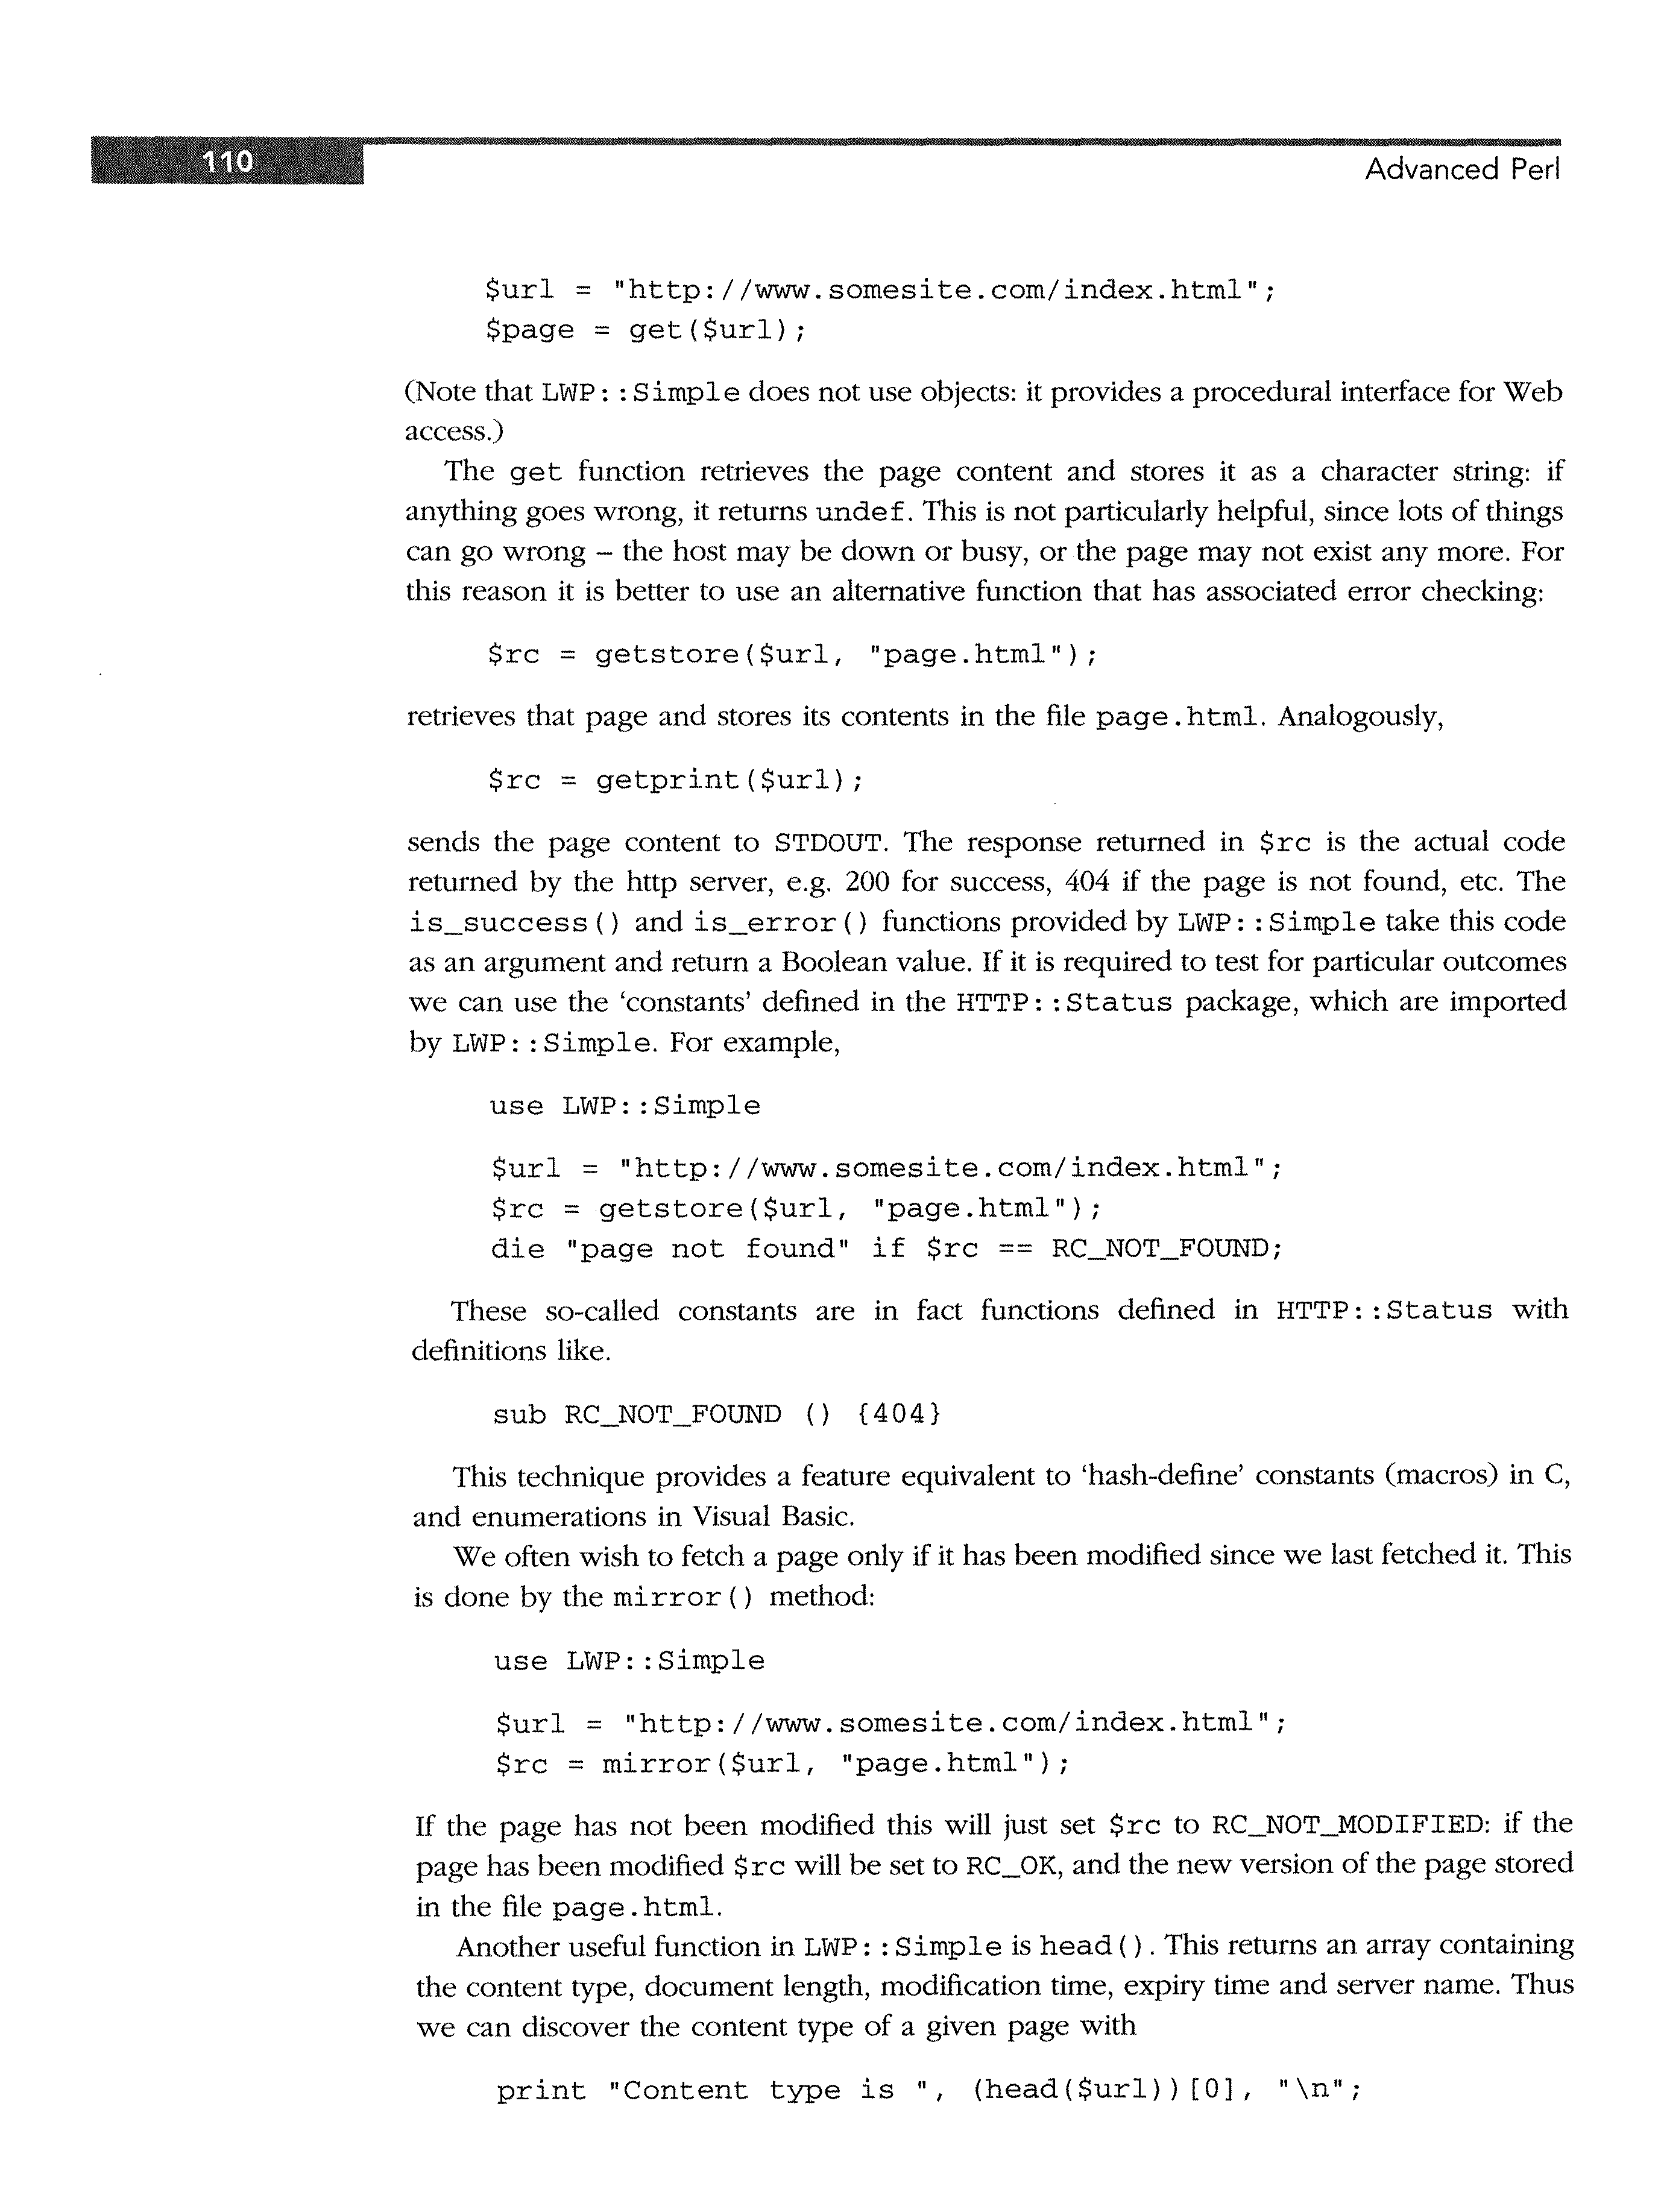 110
Advanced Perl
$url = "http://www.somesite.com/index.html";
$page = get($url);
(Note that LWP::Simple does not use objects: it provides a procedural interface for Web
access.)
The get function retrieves the page content and stores it as a character string: if
anything goes wrong, it returns undef. This is not particularly helpful, since lots of things
can go wrong – the host may be down or busy, or the page may not exist any more. For
this reason it is better to use an alternative function that has associated error checking:
$rc = getstore($url, "page.html");
retrieves that page and stores its contents in the file page.html. Analogously,
$rc = getprint($url);
sends the page content to STDOUT. The response returned in $rc is the actual code
returned by the http server, e.g. 200 for success, 404 if the page is not found, etc. The
is_success() and is_error() functions provided by LWP::Simple take this code
as an argument and return a Boolean value. If it is required to test for particular outcomes
we can use the ‘constants’ defined in the HTTP::Status package, which are imported
by LWP::Simple. For example,
use LWP::Simple
$url = "http://www.somesite.com/index.html";
$rc = getstore($url, "page.html");
die "page not found" if $rc == RC_NOT_FOUND;
These so-called constants are in fact functions defined in HTTP::Status with
definitions like.
sub RC_NOT_FOUND () {404}
This technique provides a feature equivalent to ‘hash-define’ constants (macros) in C,
and enumerations in Visual Basic.
We often wish to fetch a page only if it has been modified since we last fetched it. This
is done by the mirror() method:
use LWP::Simple
$url = "http://www.somesite.com/index.html";
$rc = mirror($url, "page.html");
If the page has not been modified this will just set $rc to RC_NOT_MODIFIED: if the
page has been modified $rc will be set to RC_OK, and the new version of the page stored
in the file page.html.
Another useful function in LWP::Simple is head(). This returns an array containing
the content type, document length, modification time, expiry time and server name. Thus
we can discover the content type of a given page with
print "Content type is ", (head($url))[0], "\n";